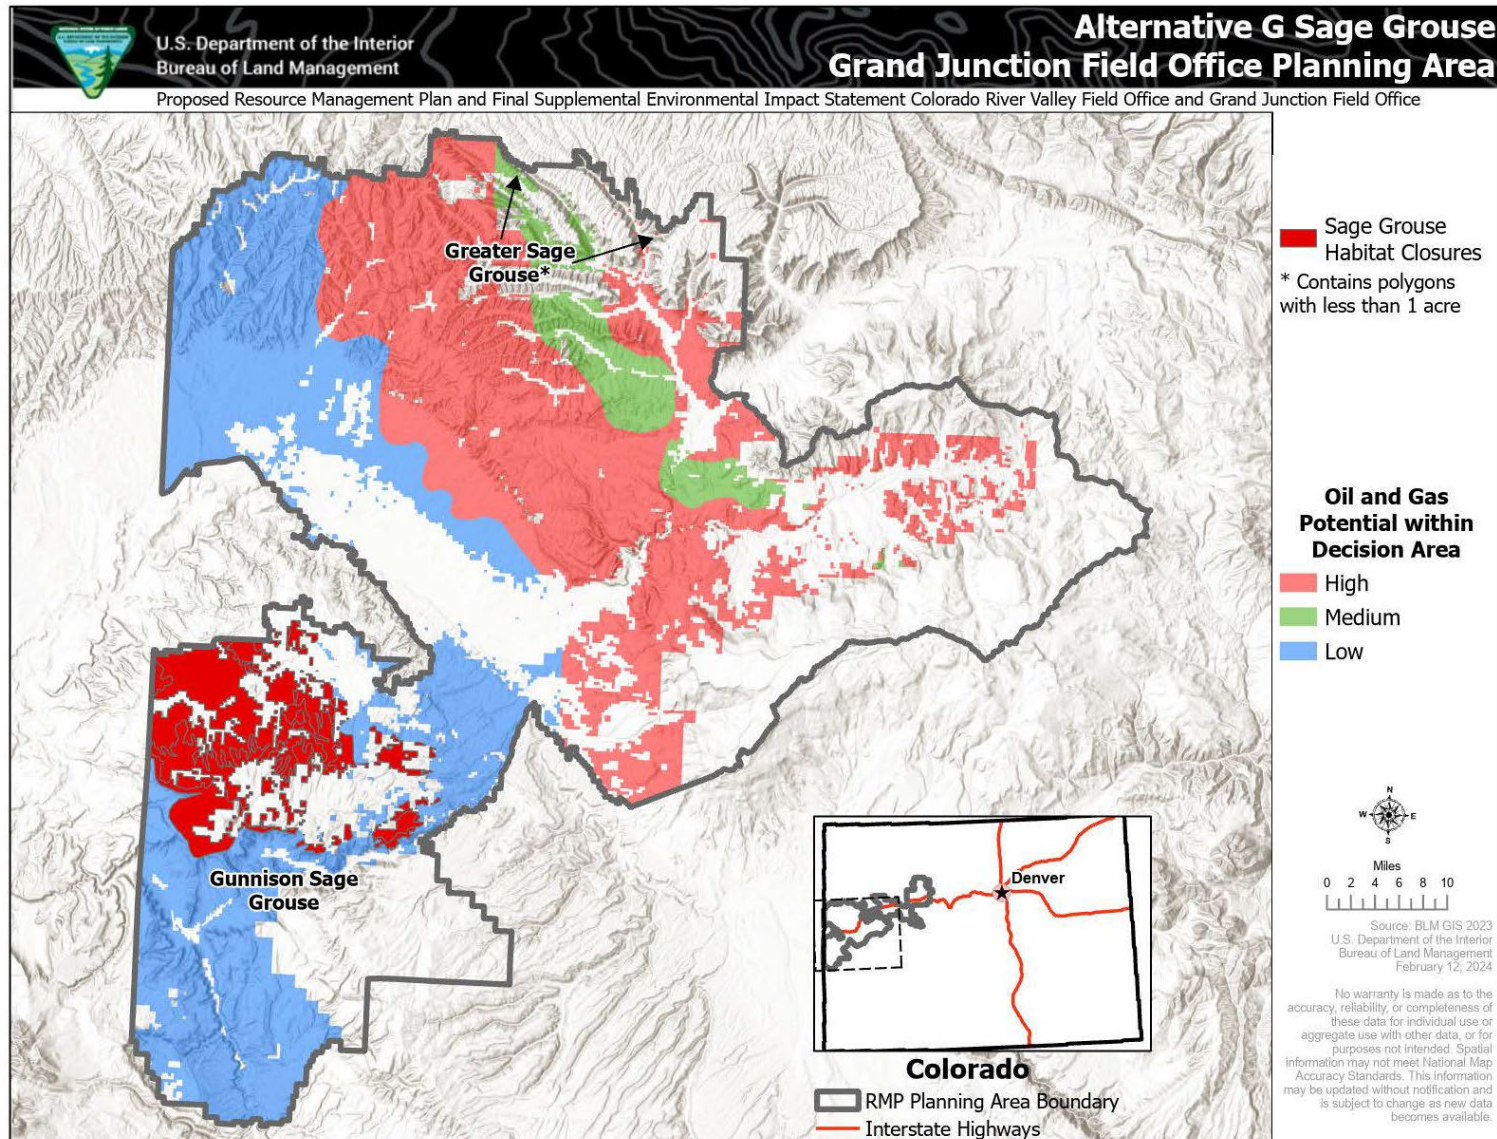 U.S. Department of the Interior
Bureau of Land Management
Alternative G Sage Grouse
Grand Junction Field Office Planning Area
Proposed Resource Management Plan and Final Supplemental Environmental Impact Statement Colorado River Valley Field Office and Grand Junction Field Office
Greater Sage
Grouse*
Gunnison Sage
Grouse
Sage Grouse
Habitat Closures
* Contains polygons
with less than 1 acre
Oil and Gas
Potential within
Decision Area
High
Medium
Low
N
W
E
S
Miles
0 2 4 6 8 10
Source: BLM GIS 2023
U.S. Department of the Interior
Bureau of Land Management
February 12, 2024
No warranty is made as to the
accuracy, reliability, or completeness of
these data for individual use or
aggregate use with other data, or for
purposes not intended. Spatial
information may not meet National Map
Accuracy Standards. This information
may be updated without notification and
is subject to change as new data
becomes available.
Denver
Colorado
RMP Planning Area Boundary
Interstate Highways